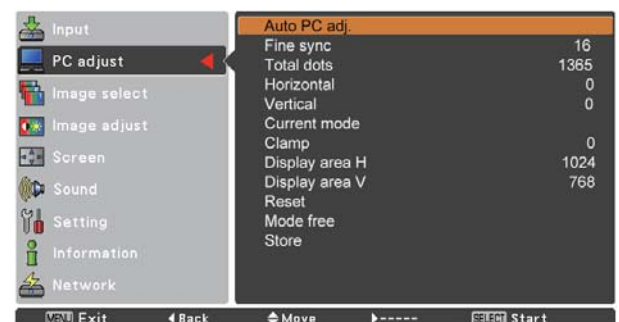 Input
PC adjust
Image select
Image adjust
Screen
Sound
Setting
Information
Network
Auto PC adj.
Fine sync 16
Total dots 1365
Horizontal 0
Vertical 0
Current mode
Clamp 0
Display area H 1024
Display area V 768
Reset
Mode free
Store
MENU Exit Back Move ----- SELECT Start